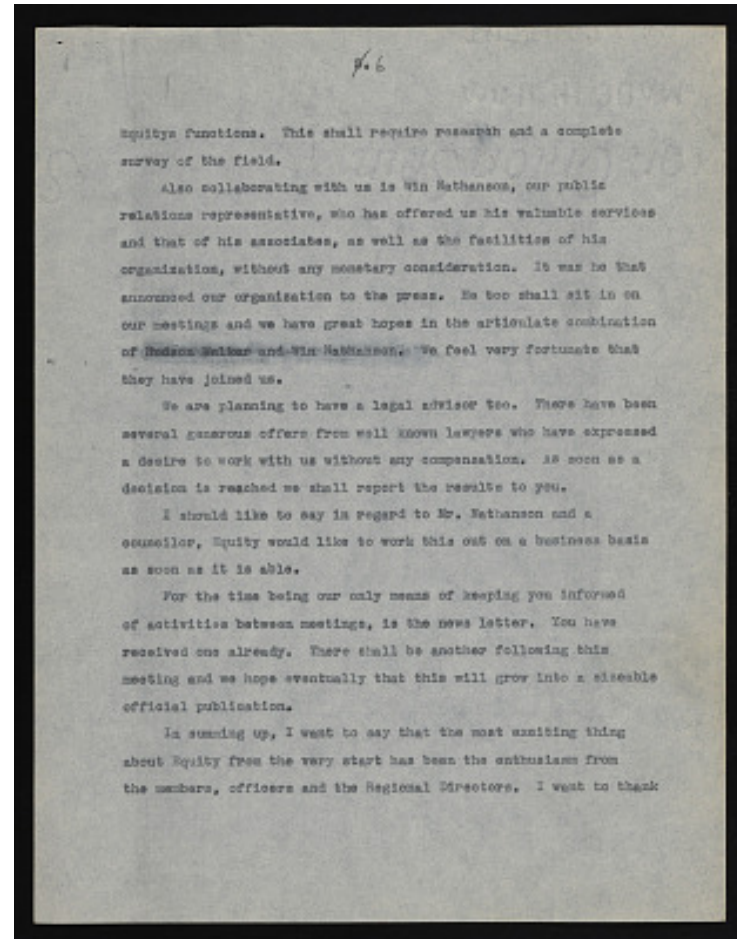 6
Equitys functions. This shall require research and a complete
survey of the field.
Also collaborating with us is Win Nathanson, our public
relations representative, who has offered us his valuable services
and that of his associates, as well as the facilities of his
organization, without any monetary consideration. It was he that
announced our organization to the press. He too shall sit in on
our meetings and we have great hopes in the articulate combination
of Hudson Walker and Win Nathanson. We feel very fortunate that
they have joined us.
We are planning to have a legal advisor too. There have been
several generous offers from well known lawyers who have expressed
a desire to work with us without any compensation. As soon as a
decision is reached we shall report the results to you.
I should like to say in regard to Mr. Nathanson and a
counsilor, Equity would like to work this out on a business basis
as soon as it is able.
For the time being our only means of keeping you informed
of activities between meetings, is the news letter. You have
received one already. There shall be another following this
meeting and we hope eventually that this will grow into a sizeable
official publication.
In summing up, I want to say that the most exciting thing
about Equity from the very start has been the enthusiasm from
the members, officers and the Regional Directors. I want to thank